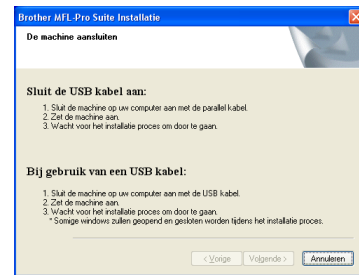 Brother MFL-Pro Suite Installatie
De machine aansluiten
Sluit de USB kabel aan:
1. Sluit de machine op uw computer aan met de parallel kabel.
2. Zet de machine aan.
3. Wacht voor het installatie proces om door te gaan.
Bij gebruik van een USB kabel:
1. Sluit de machine op uw computer aan met de USB kabel.
2. Zet de machine aan.
3. Wacht voor het installatie proces om door te gaan.
* Somige windows zullen geopend en gesloten worden tijdens het installatie proces.
< Vorige Volgende > Annuleren